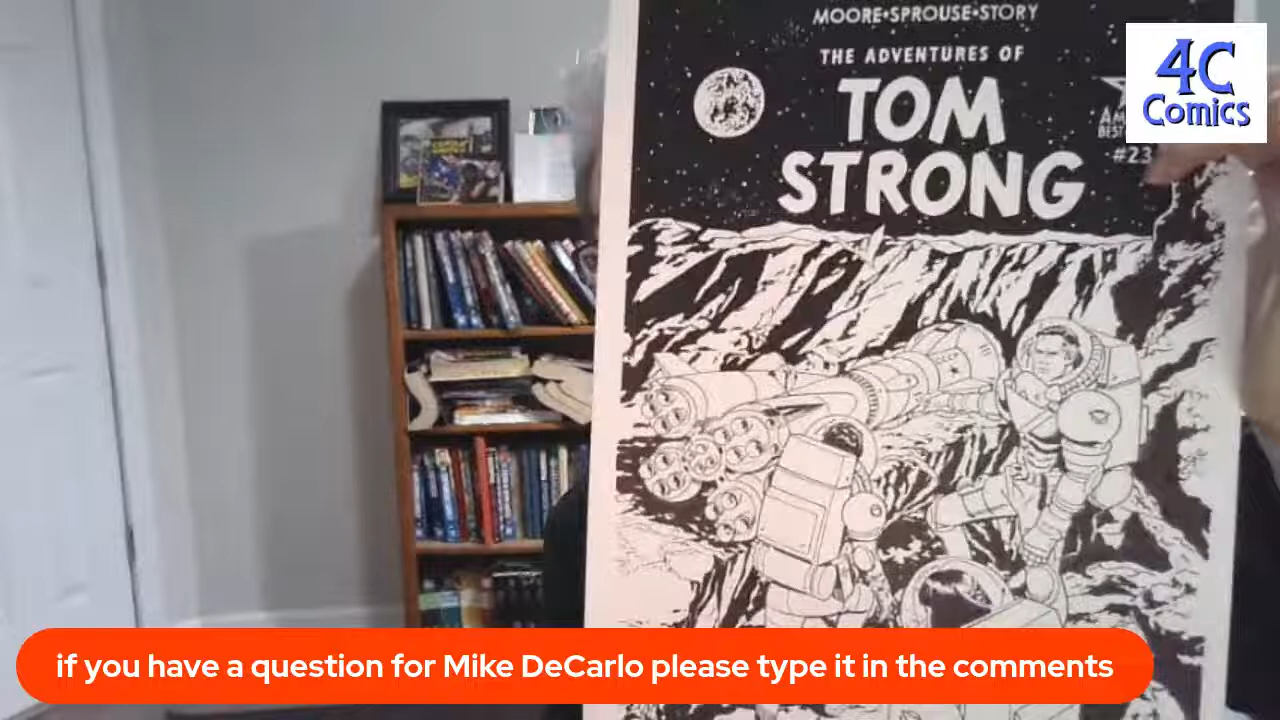 MOORE•SPROUSE•STORY
THE ADVENTURES OF
TOM
STRONG
#23
4C
Comics
CCCP
if you have a question for Mike DeCarlo please type it in the comments